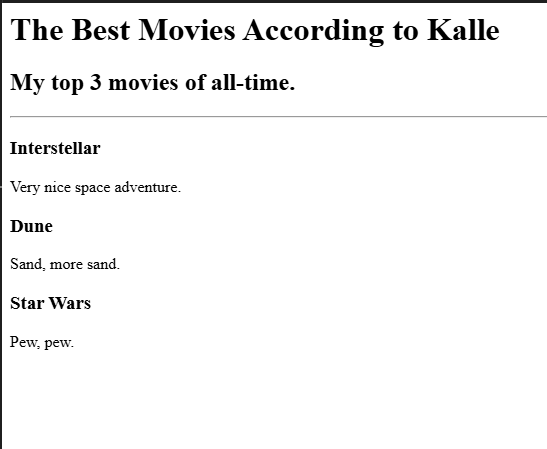 The Best Movies According to Kalle
My top 3 movies of all-time.
Interstellar
Very nice space adventure.
Dune
Sand, more sand.
Star Wars
Pew, pew.